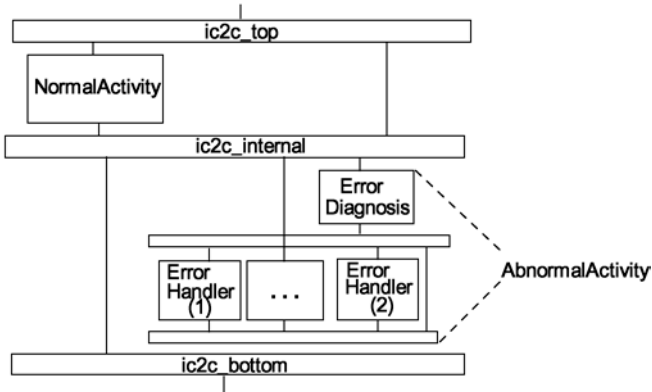 ic2c_top
NormalActivity
ic2c_internal
Error
Diagnosis
AbnormalActivity
Error
Handler
(1)
...
Error
Handler
(2)
ic2c_bottom